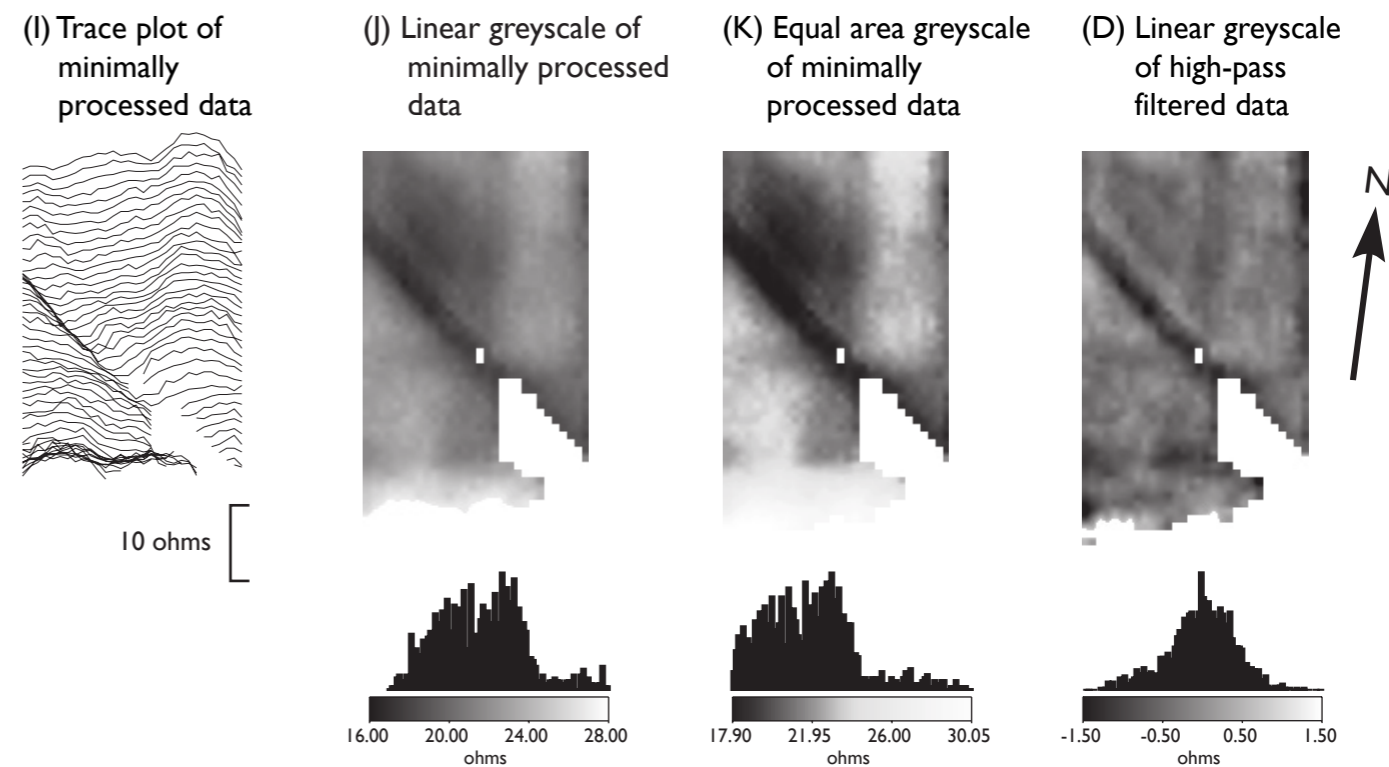 (I) Trace plot of
minimally
processed data
(J) Linear greyscale of
minimally processed
data
(K) Equal area greyscale
of minimally
processed data
(D) Linear greyscale
of high-pass
filtered data
N
10 ohms
16.00 20.00 24.00 28.00
ohms
17.90 21.95 26.00 30.05
ohms
-1.50 -0.50 0.50 1.50
ohms